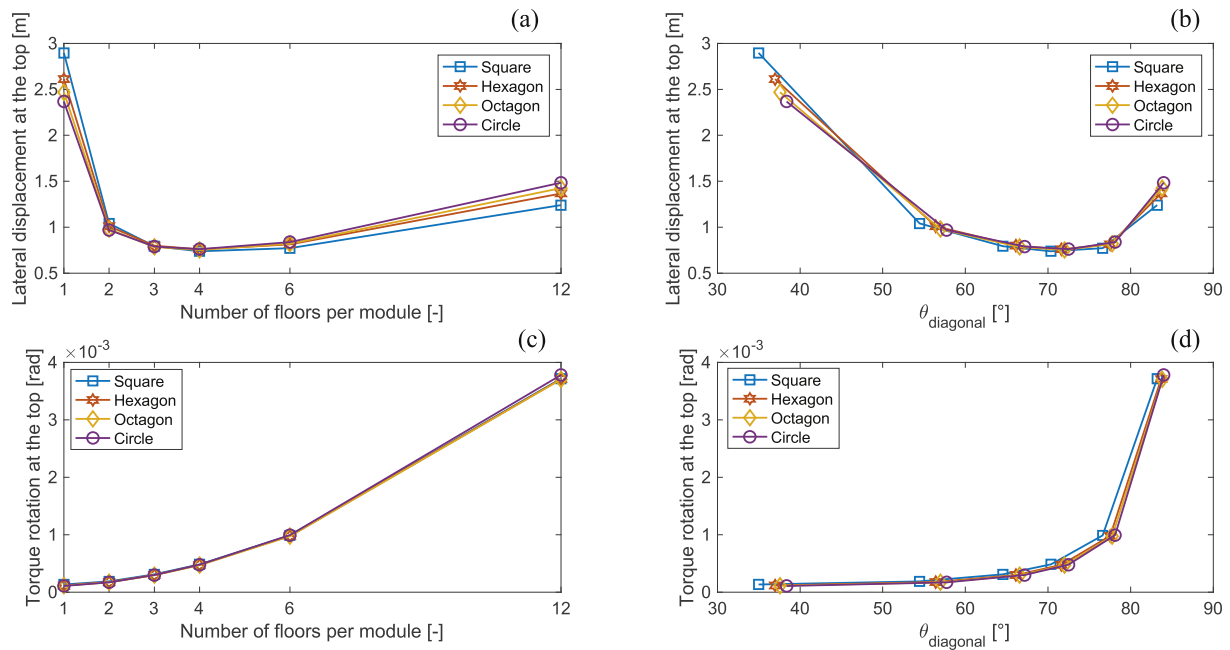 (a)
Lateral displacement at the top [m]
3
2.5
2
1.5
1
0.5
Square
Hexagon
Octagon
Circle
1 2 3 4 6 12
Number of floors per module [-]
(b)
Lateral displacement at the top [m]
3
2.5
2
1.5
1
0.5
Square
Hexagon
Octagon
Circle
30 40 50 60 70 80 90
θdiagonal [°]
(c)
×10-3
Torque rotation at the top [rad]
4
3
2
1
0
Square
Hexagon
Octagon
Circle
1 2 3 4 6 12
Number of floors per module [-]
(d)
×10-3
Torque rotation at the top [rad]
4
3
2
1
0
Square
Hexagon
Octagon
Circle
30 40 50 60 70 80 90
θdiagonal [°]